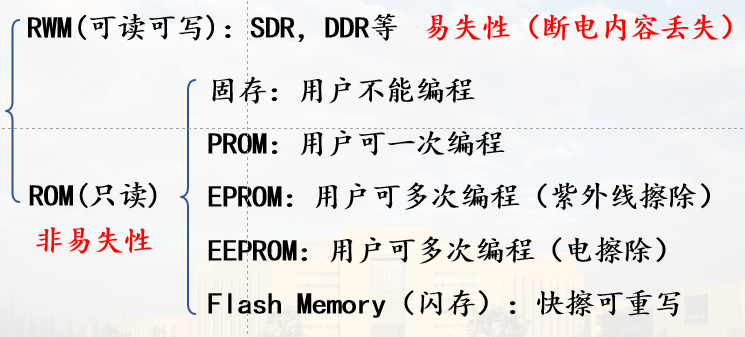 RWM(可读可写): SDR, DDR等 易失性（断电内容丢失）
固存: 用户不能编程
PROM: 用户可一次编程
ROM(只读)
EPROM: 用户可多次编程（紫外线擦除）
非易失性
EEPROM: 用户可多次编程（电擦除）
Flash Memory（闪存）: 快擦可重写